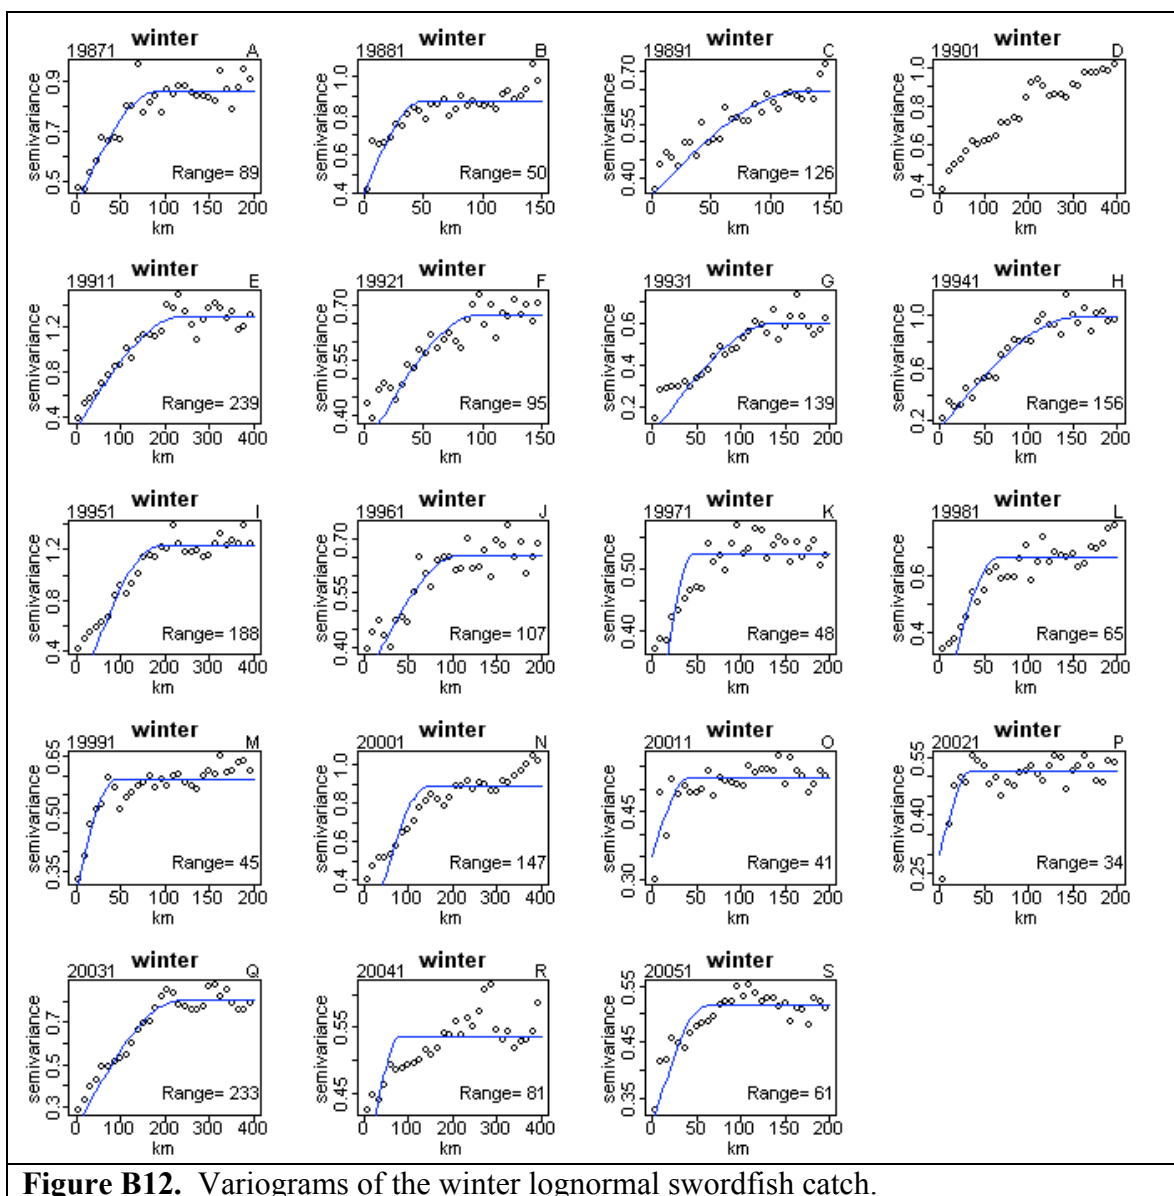 winter winter winter winter
19871 A 19881 B 19891 C 19901 D
semivariance 0.5 0.7 0.9 Range= 89 0 50 100 150 200 km
semivariance 0.4 0.6 0.8 1.0 Range= 50 0 50 100 150 km
semivariance 0.40 0.55 0.70 Range= 126 0 50 100 150 km
semivariance 0.4 0.6 0.8 1.0 0 100 200 300 400 km
winter winter winter winter
19911 E 19921 F 19931 G 19941 H
semivariance 0.4 0.8 1.2 Range= 239 0 100 200 300 400 km
semivariance 0.40 0.55 0.70 Range= 95 0 50 100 150 km
semivariance 0.2 0.4 0.6 Range= 139 0 50 100 150 200 km
semivariance 0.2 0.6 1.0 Range= 156 0 50 100 150 200 km
winter winter winter winter
19951 I 19961 J 19971 K 19981 L
semivariance 0.4 0.8 1.2 Range= 188 0 100 200 300 400 km
semivariance 0.40 0.55 0.70 Range= 107 0 50 100 150 200 km
semivariance 0.40 0.50 Range= 48 0 50 100 150 200 km
semivariance 0.4 0.6 Range= 65 0 50 100 150 200 km
winter winter winter winter
19991 M 20001 N 20011 O 20021 P
semivariance 0.35 0.50 0.65 Range= 45 0 50 100 150 200 km
semivariance 0.4 0.6 0.8 1.0 Range= 147 0 100 200 300 400 km
semivariance 0.30 0.45 Range= 41 0 50 100 150 200 km
semivariance 0.25 0.35 0.45 0.55 Range= 34 0 50 100 150 200 km
winter winter winter
20031 Q 20041 R 20051 S
semivariance 0.3 0.5 0.7 Range= 233 0 100 200 300 400 km
semivariance 0.45 0.55 Range= 81 0 100 200 300 400 km
semivariance 0.35 0.45 0.55 Range= 61 0 50 100 150 200 km
Figure B12. Variograms of the winter lognormal swordfish catch.